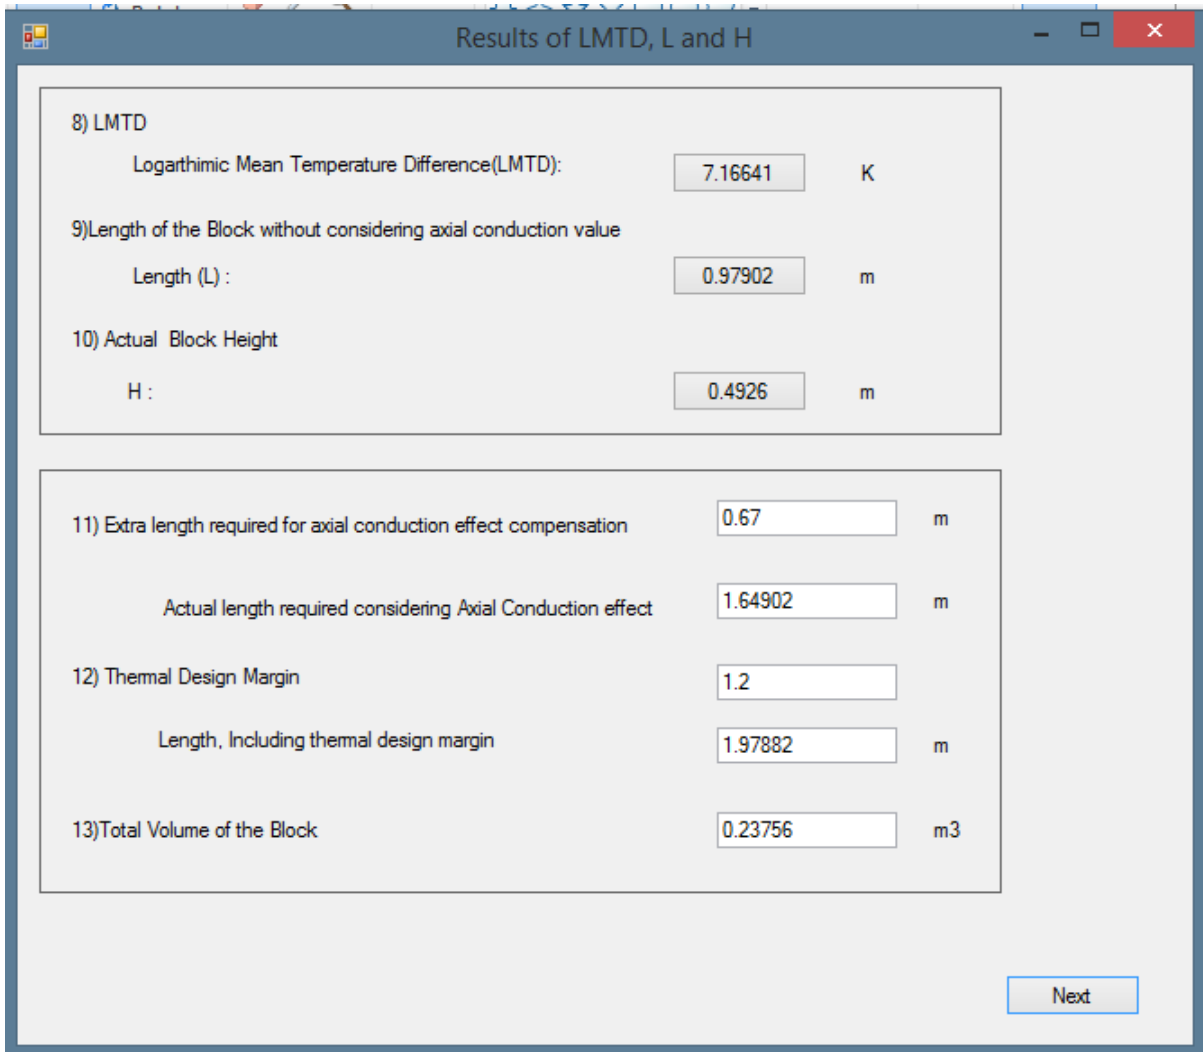 Results of LMTD, L and H
8) LMTD
Logarthimic Mean Temperature Difference(LMTD): 7.16641 K
9)Length of the Block without considering axial conduction value
Length (L) : 0.97902 m
10) Actual Block Height
H : 0.4926 m
11) Extra length required for axial conduction effect compensation 0.67 m
Actual length required considering Axial Conduction effect 1.64902 m
12) Thermal Design Margin 1.2
Length, Including thermal design margin 1.97882 m
13)Total Volume of the Block 0.23756 m3
Next